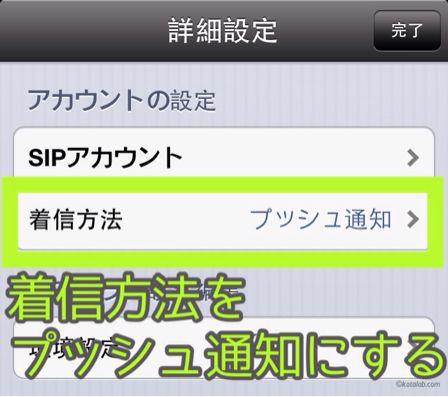 詳細設定
完了
アカウントの設定
SIPアカウント
着信方法 プッシュ通知
着信方法を
プッシュ通知にする
環境設定
©kotalab.com